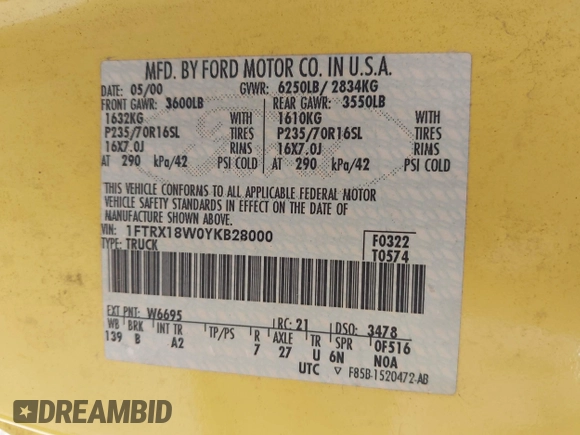 MFD. BY FORD MOTOR CO. IN U.S.A.
DATE: 05/00 GVWR: 6250LB/ 2834KG
FRONT GAWR: 3600LB REAR GAWR: 3550LB
1632KG WITH 1610KG WITH
P235/70R16SL TIRES P235/70R16SL TIRES
16X7.0J RIMS 16X7.0J RIMS
AT 290 kPa/42 PSI COLD AT 290 kPa/42 PSI COLD
THIS VEHICLE CONFORMS TO ALL APPLICABLE FEDERAL MOTOR
VEHICLE SAFETY STANDARDS IN EFFECT ON THE DATE OF
MANUFACTURE SHOWN ABOVE.
VIN: 1FTRX18W0YKB28000 F0322
TYPE: TRUCK T0574
EXT PNT: W6695 RC: 21 DSO: 3478
WB BRK INT TR TP/PS R AXLE TR SPR 0F516
139 B A2 7 27 U 6N N0A
UTC ▽ F85B-1520472-AB
DREAMBID